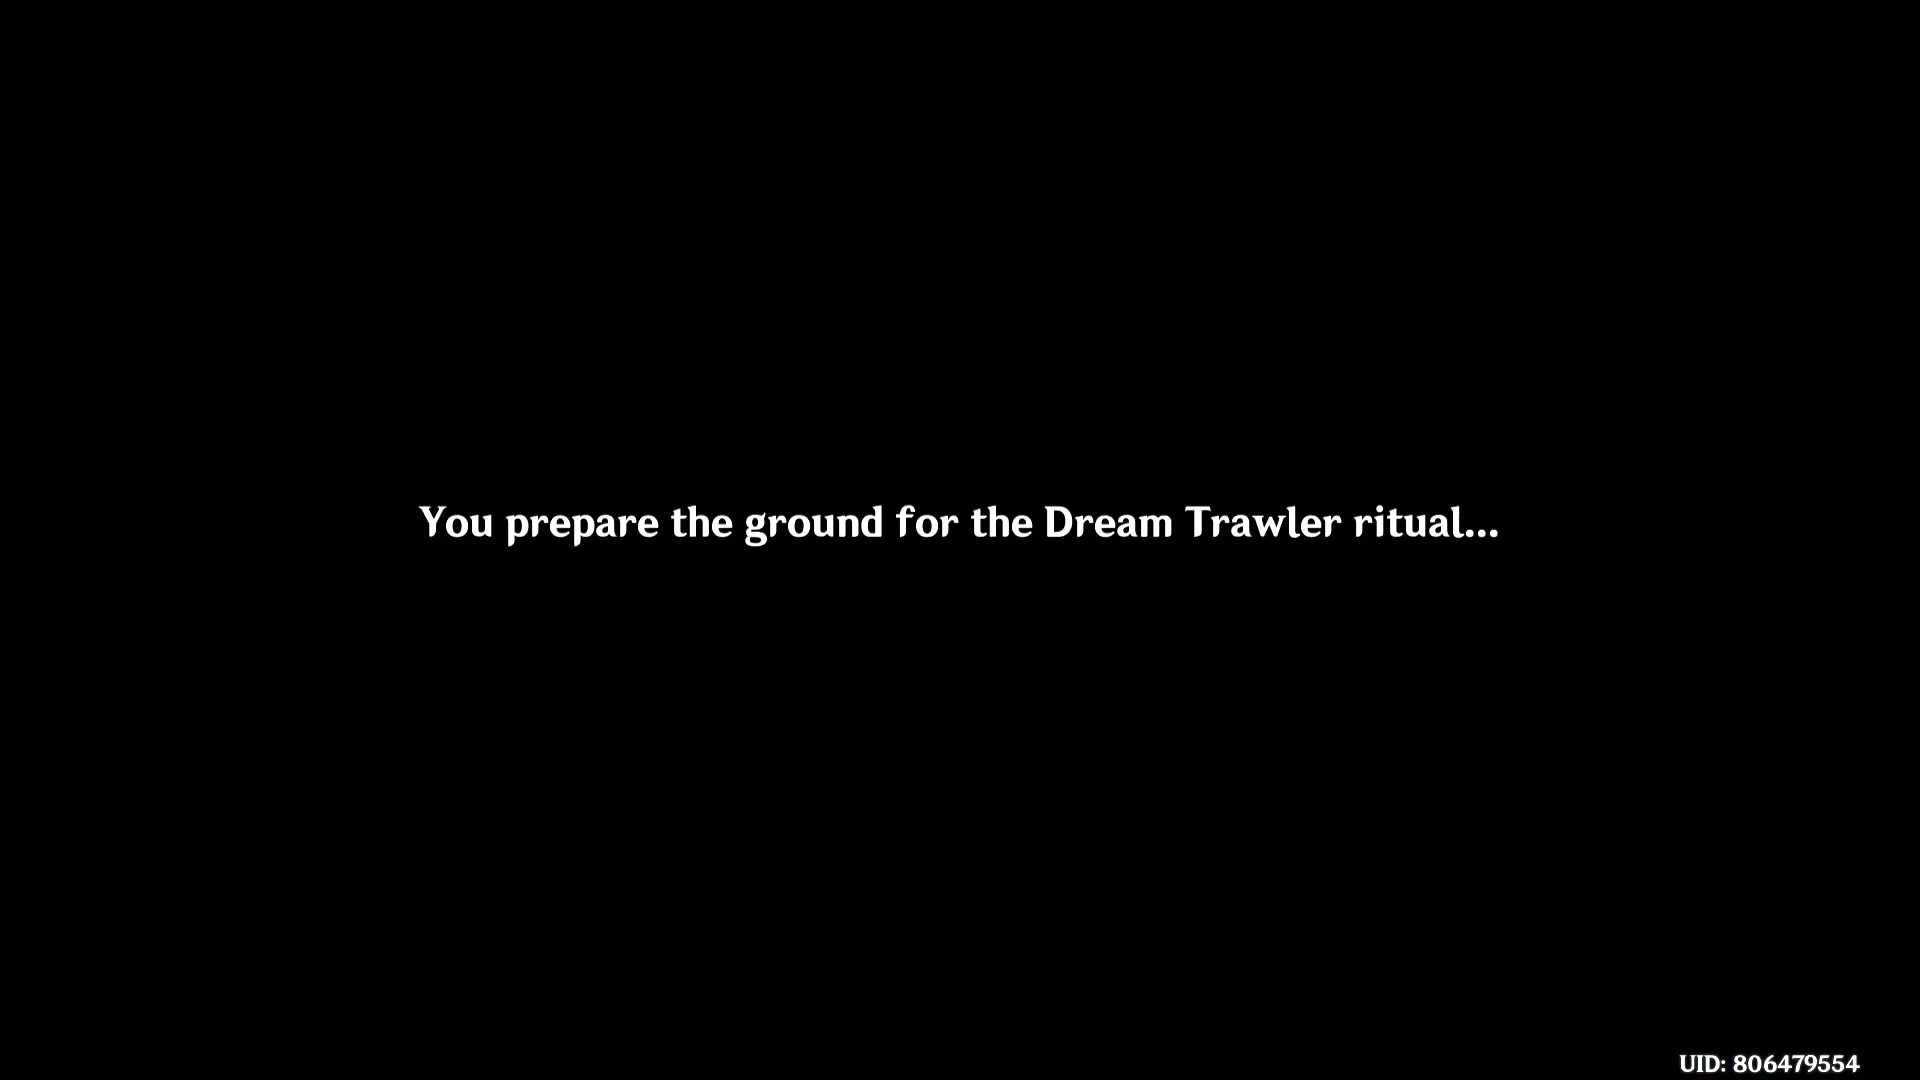 You prepare the ground for the Dream Trawler ritual...
UID: 806479554